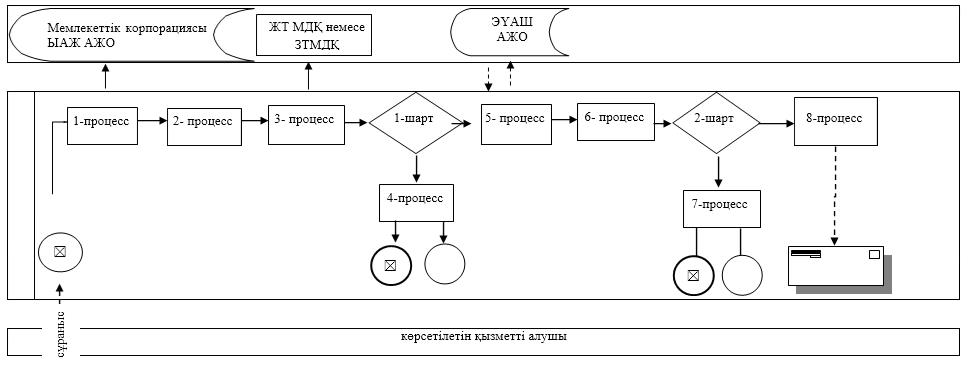 Мемлекеттік корпорациясы
ЫАЖ АЖО
ЖТ МДҚ немесе
ЗТМДҚ
ЭҮАШ
АЖО
1-процесс
2- процесс
3- процесс
1-шарт
5- процесс
6- процесс
2-шарт
8-процесс
4-процесс
7-процесс
сұраныс
көрсетілетін қызметті алушы